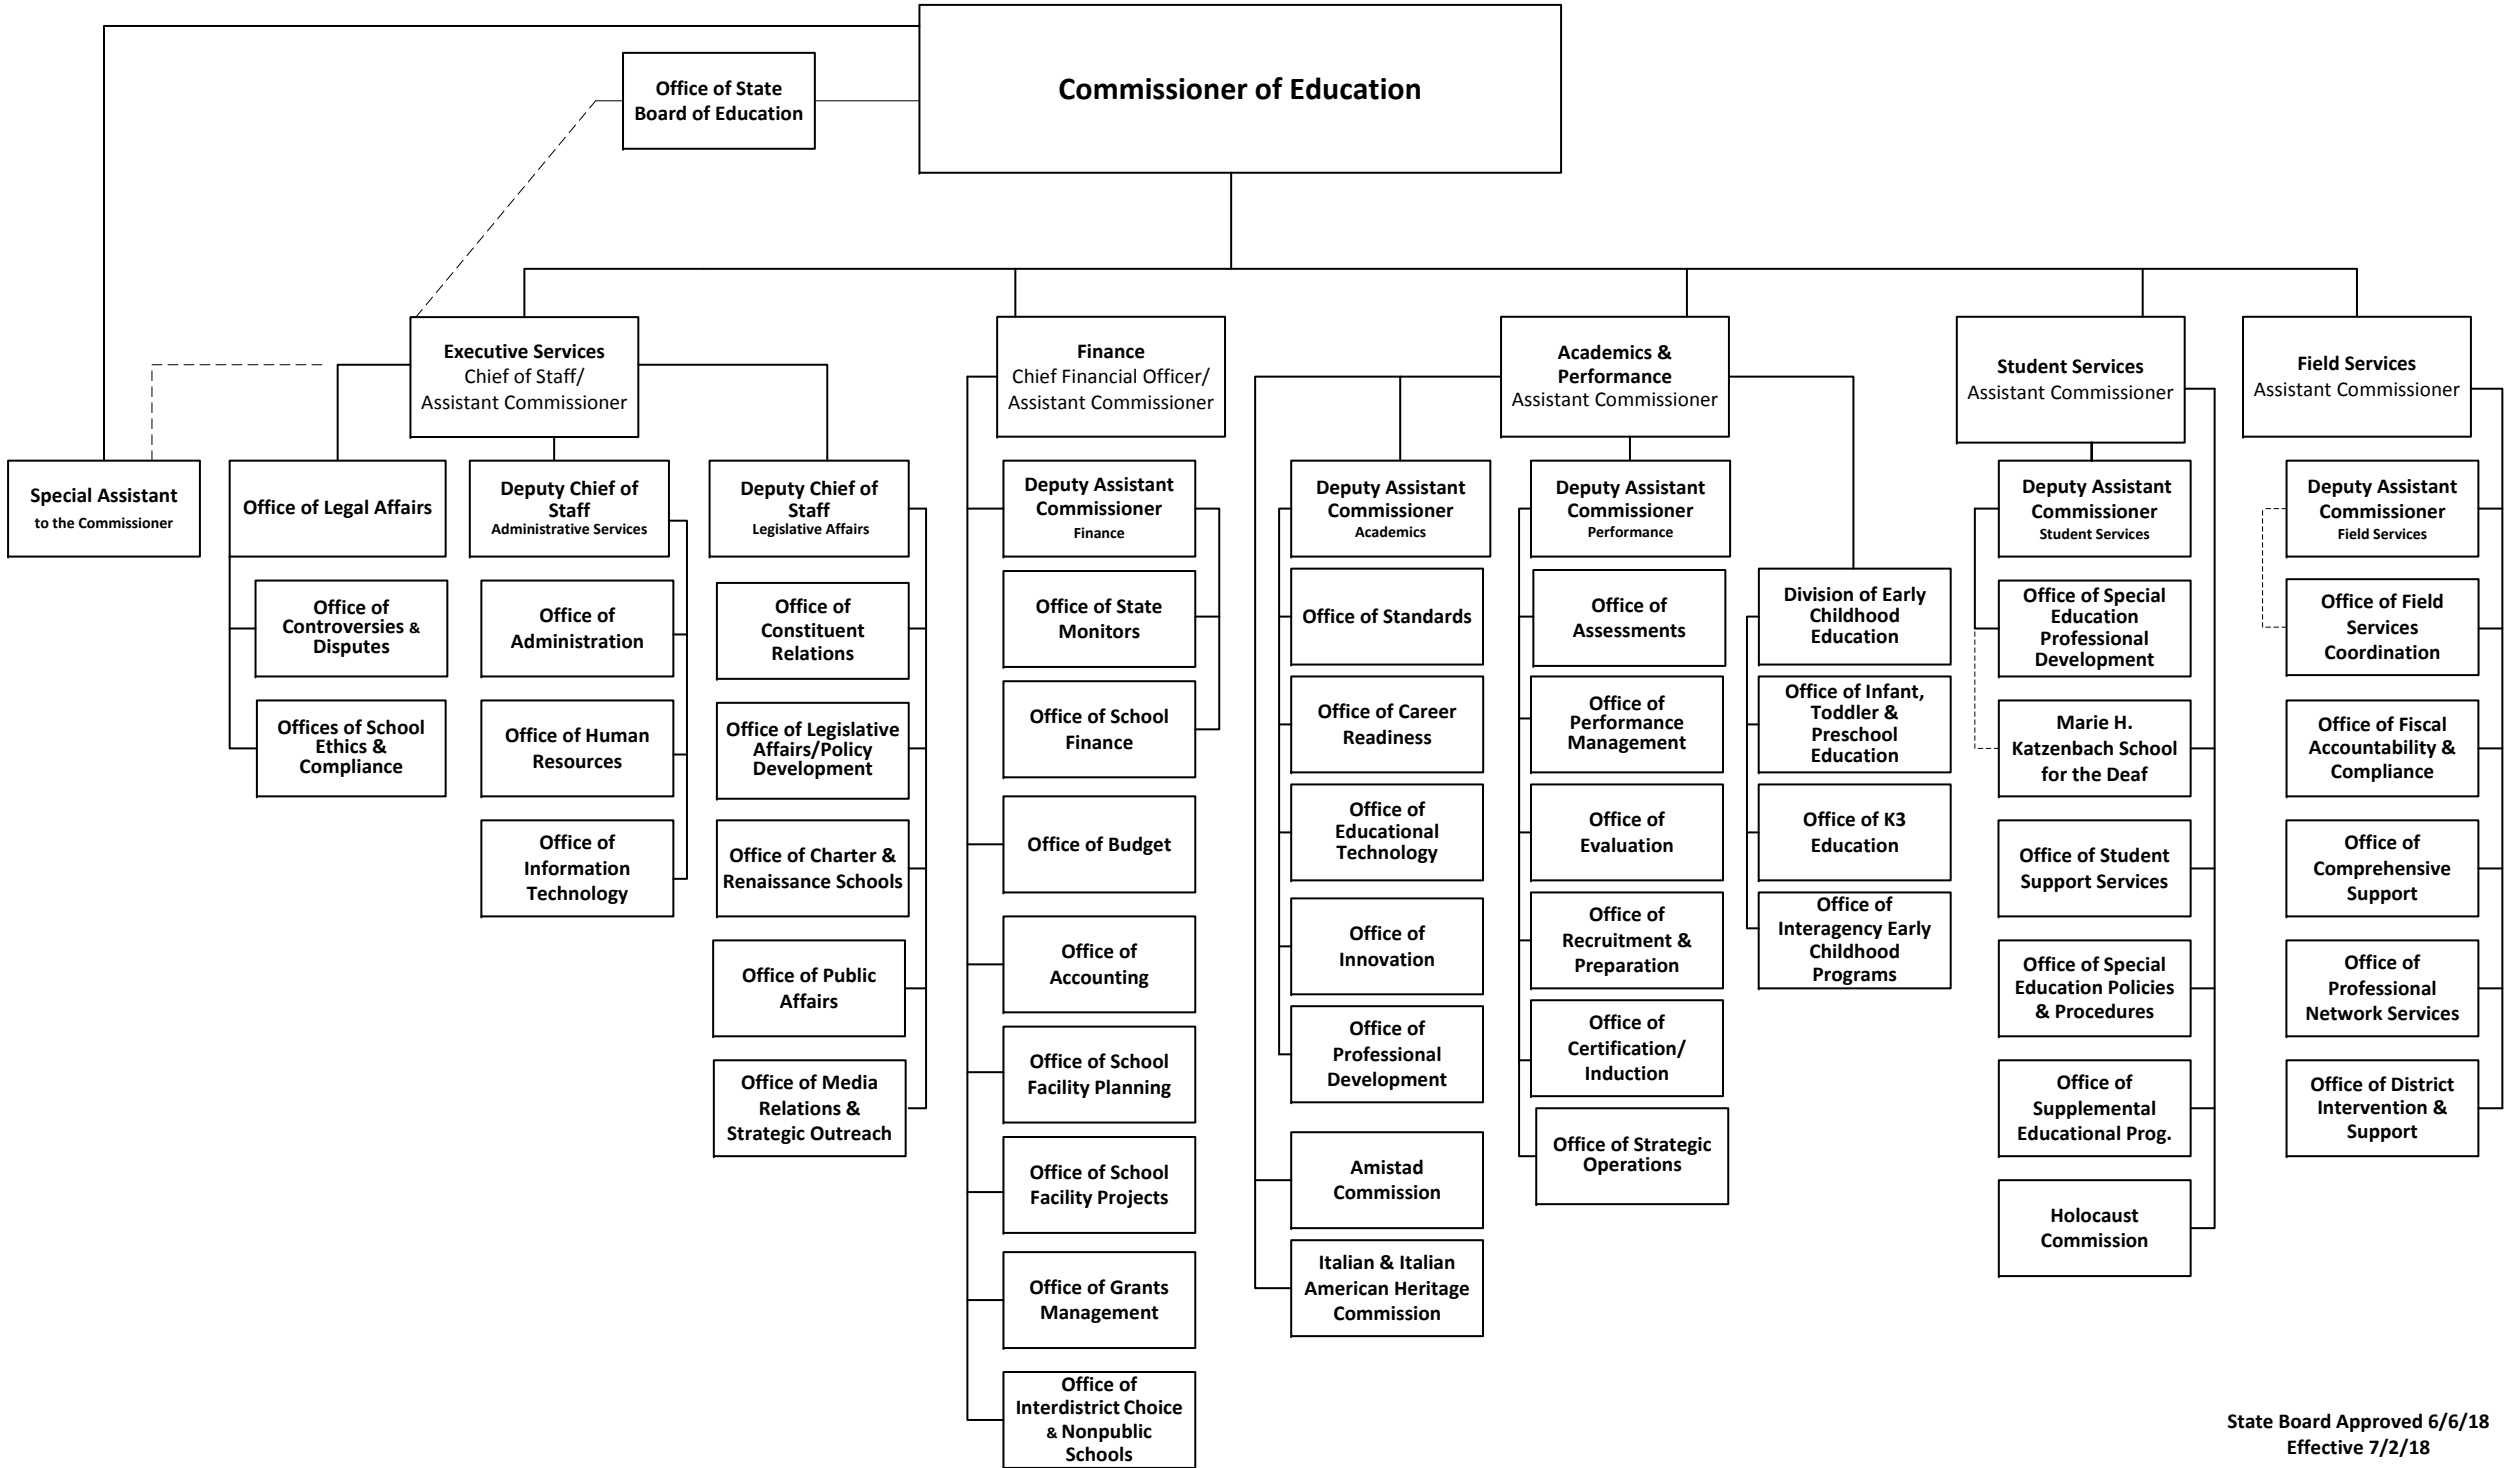 Commissioner of Education
Office of State
Board of Education
Executive Services
Chief of Staff/
Assistant Commissioner
Finance
Chief Financial Officer/
Assistant Commissioner
Academics &
Performance
Assistant Commissioner
Student Services
Assistant Commissioner
Field Services
Assistant Commissioner
Special Assistant
to the Commissioner
Office of Legal Affairs
Office of
Controversies &
Disputes
Offices of School
Ethics &
Compliance
Deputy Chief of
Staff
Administrative Services
Office of
Administration
Office of Human
Resources
Office of
Information
Technology
Deputy Chief of
Staff
Legislative Affairs
Office of
Constituent
Relations
Office of Legislative
Affairs/Policy
Development
Office of Charter &
Renaissance Schools
Office of Public
Affairs
Office of Media
Relations &
Strategic Outreach
Deputy Assistant
Commissioner
Finance
Office of State
Monitors
Office of School
Finance
Office of Budget
Office of
Accounting
Office of School
Facility Planning
Office of School
Facility Projects
Office of Grants
Management
Office of
Interdistrict Choice
& Nonpublic
Schools
Deputy Assistant
Commissioner
Academics
Office of Standards
Office of Career
Readiness
Office of
Educational
Technology
Office of
Innovation
Office of
Professional
Development
Amistad
Commission
Italian & Italian
American Heritage
Commission
Deputy Assistant
Commissioner
Performance
Office of
Assessments
Office of
Performance
Management
Office of
Evaluation
Office of
Recruitment &
Preparation
Office of
Certification/
Induction
Office of Strategic
Operations
Division of Early
Childhood
Education
Office of Infant,
Toddler &
Preschool
Education
Office of K3
Education
Office of
Interagency Early
Childhood
Programs
Deputy Assistant
Commissioner
Student Services
Office of Special
Education
Professional
Development
Marie H.
Katzenbach School
for the Deaf
Office of Student
Support Services
Office of Special
Education Policies
& Procedures
Office of
Supplemental
Educational Prog.
Holocaust
Commission
Deputy Assistant
Commissioner
Field Services
Office of Field
Services
Coordination
Office of Fiscal
Accountability &
Compliance
Office of
Comprehensive
Support
Office of
Professional
Network Services
Office of District
Intervention &
Support
State Board Approved 6/6/18
Effective 7/2/18